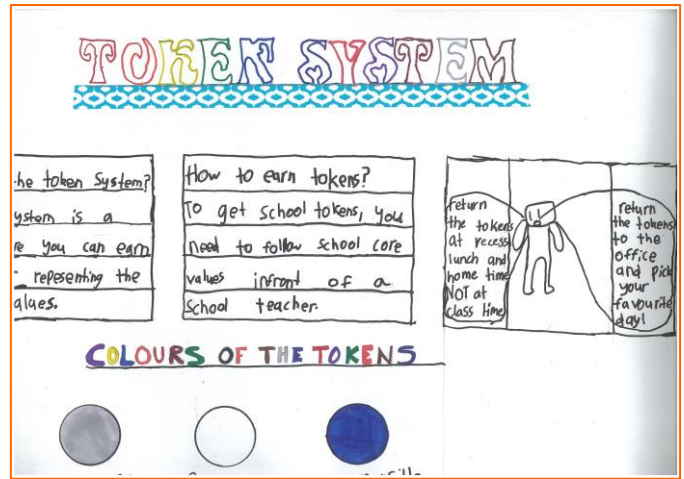 TOKEN SYSTEM
the token System?
ystem is a
re you can earn
repesenting the
alues.
How to earn tokens?
To get school tokens, you
need to follow school core
values infront of a
school teacher.
return
the tokens
at recess
lunch and
home time
NOT at
class time
return
the tokens
to the
office
and pick
your
favourite
day!
COLOURS OF THE TOKENS